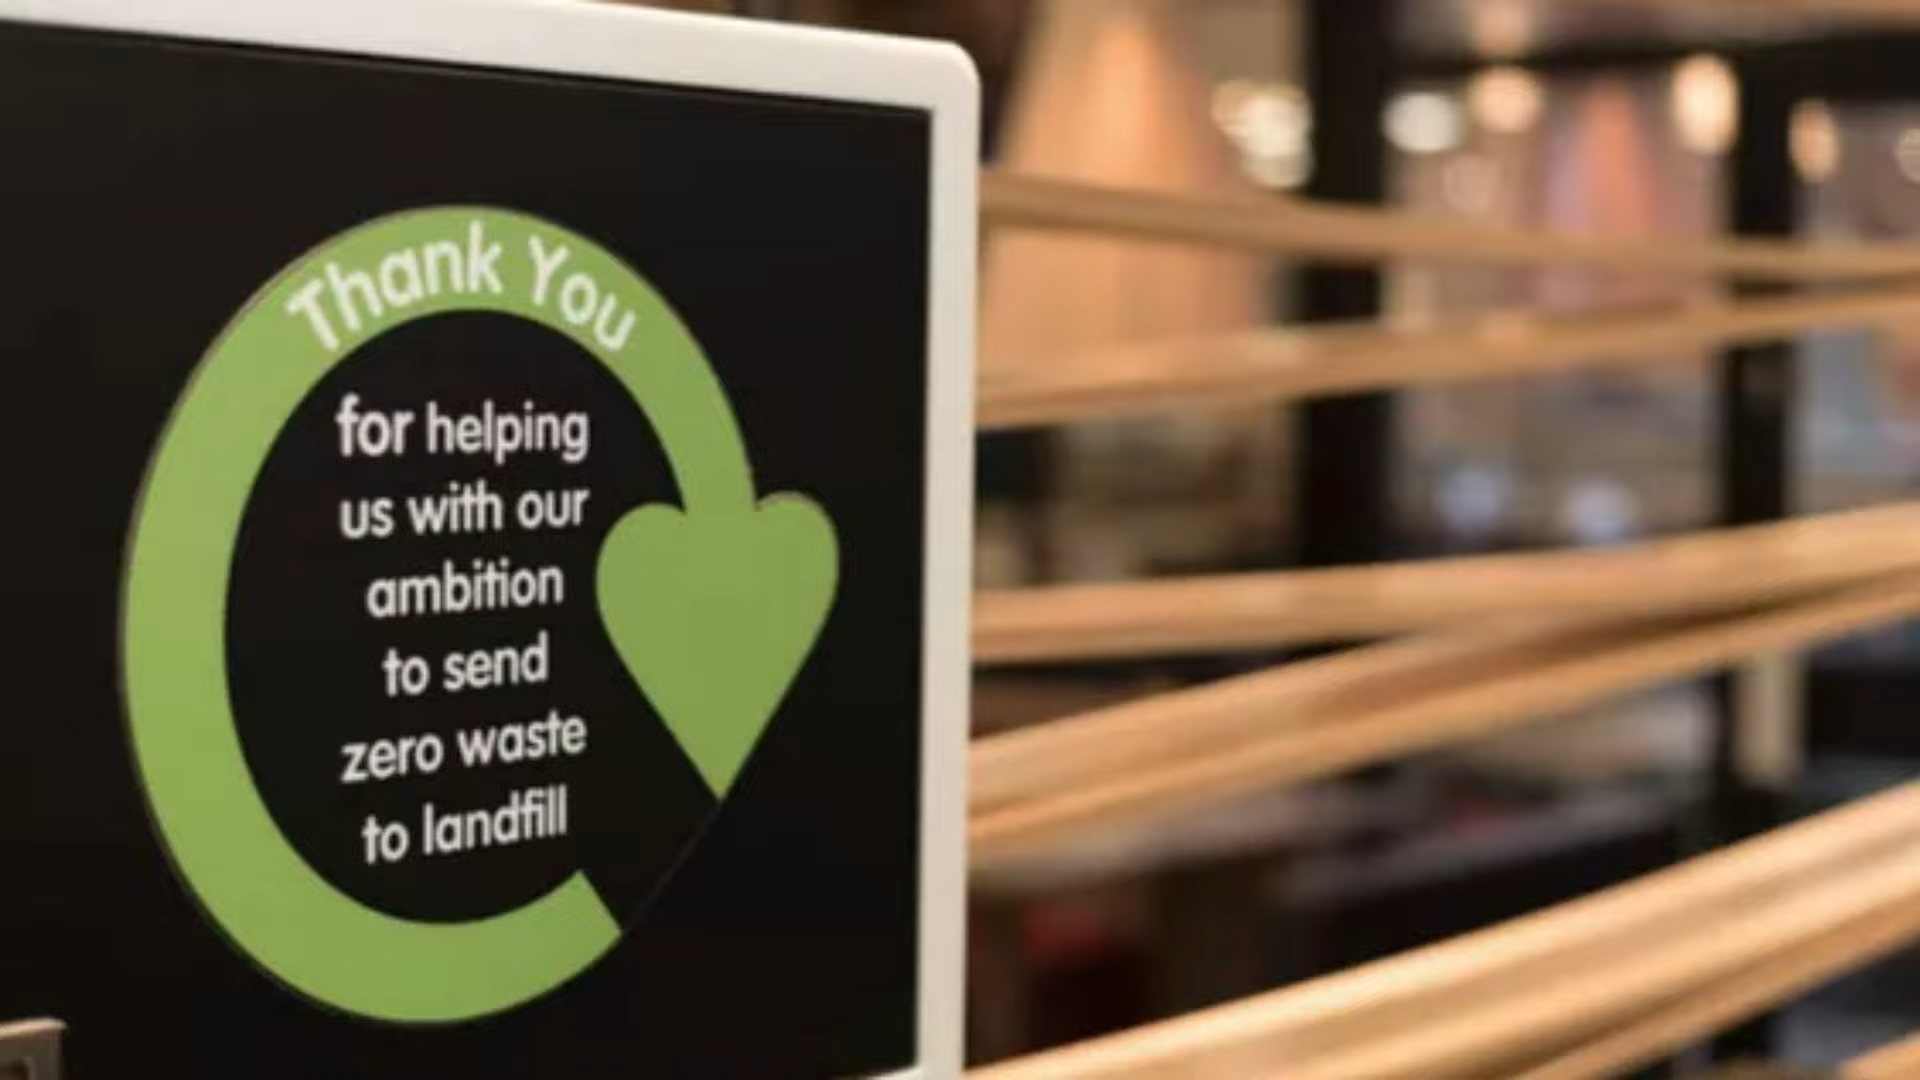 Thank You
for helping
us with our
ambition
to send
zero waste
to landfill